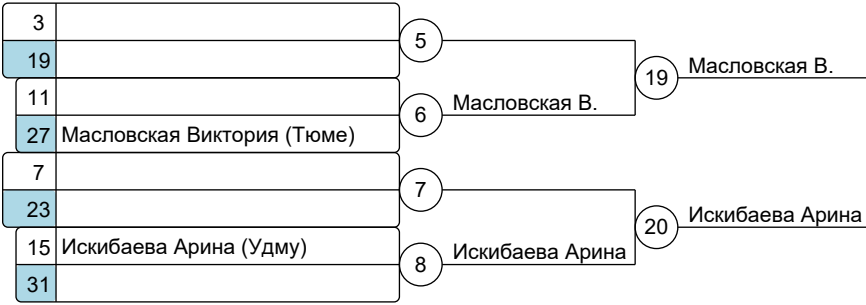 3
5
19
19 Масловская В.
11
6 Масловская В.
27 Масловская Виктория (Тюме)
7
7
23
20 Искибаева Арина
15 Искибаева Арина (Удму)
8 Искибаева Арина
31